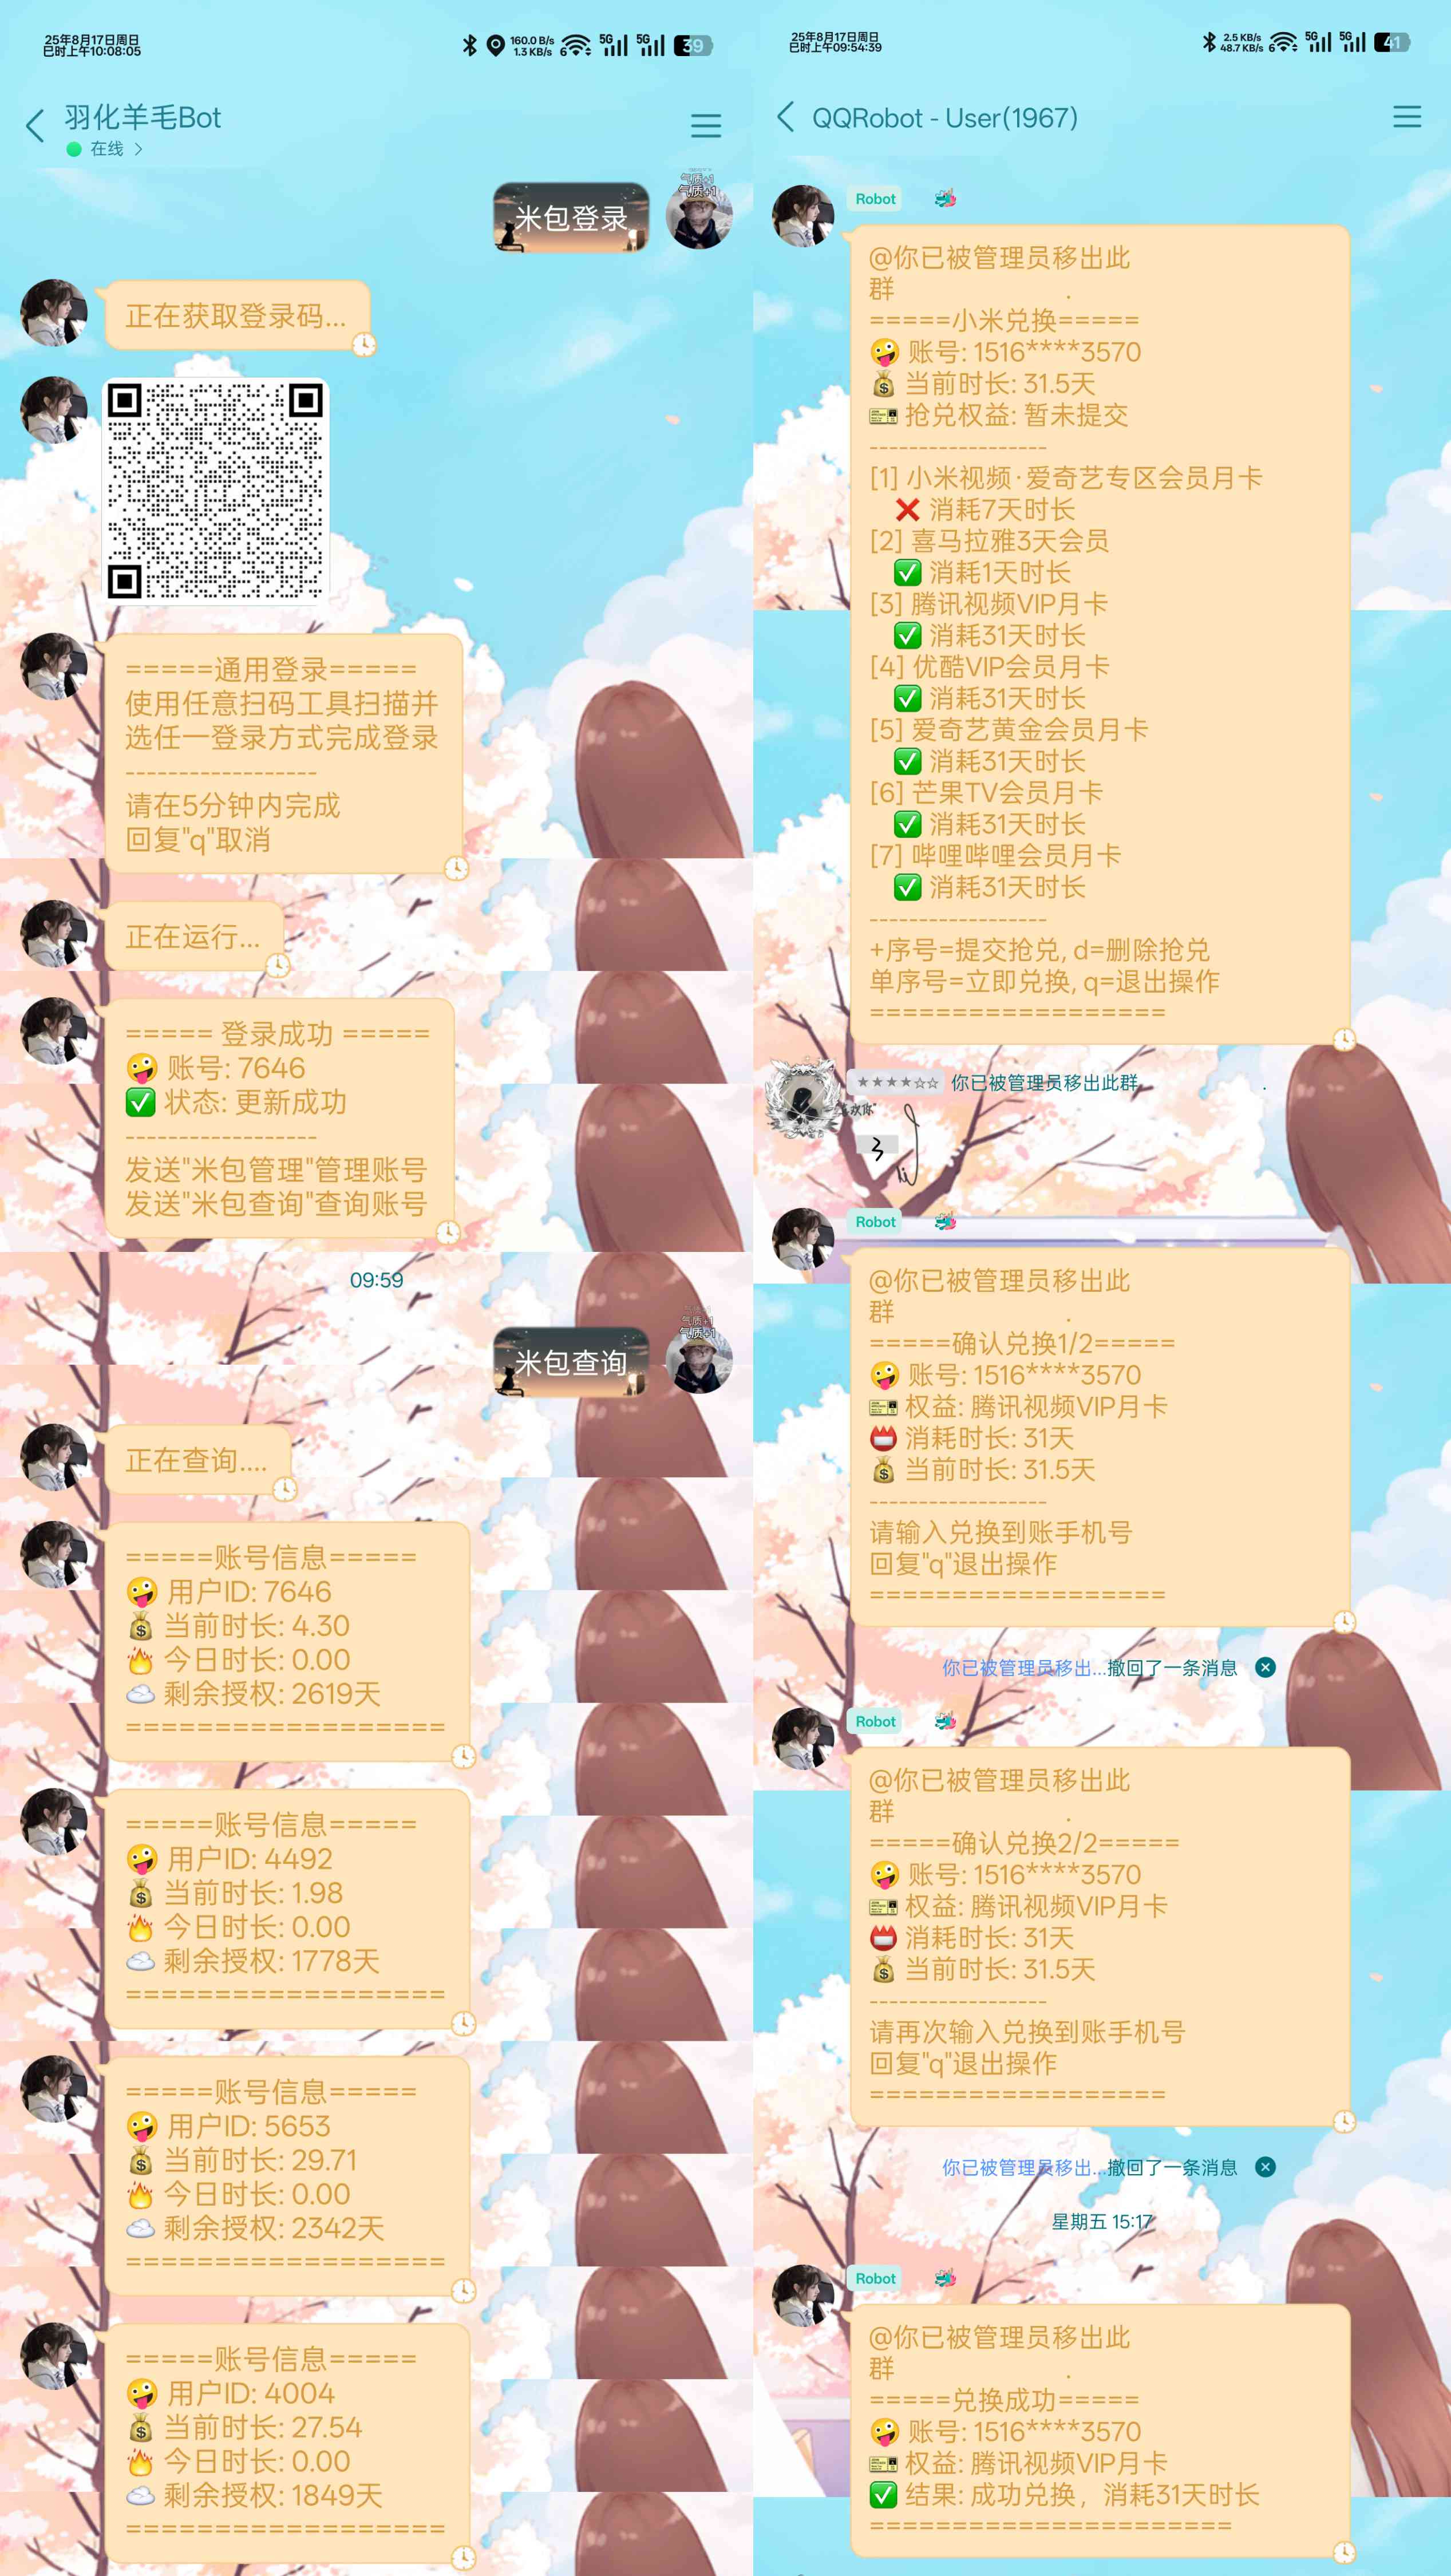 25年8月17日周日
巳时上午10:08:05
160.0 B/s
1.3 KB/s
6
5G
5G
39
羽化羊毛Bot
在线
气质+1
气质+1
米包登录
正在获取登录码...
=====通用登录=====
使用任意扫码工具扫描并
选任一登录方式完成登录
-----------------
请在5分钟内完成
回复"q"取消
正在运行...
===== 登录成功 =====
账号: 7646
状态: 更新成功
-----------------
发送"米包管理"管理账号
发送"米包查询"查询账号
09:59
气质+1
气质+1
米包查询
正在查询....
=====账号信息=====
用户ID: 7646
当前时长: 4.30
今日时长: 0.00
剩余授权: 2619天
===================
=====账号信息=====
用户ID: 4492
当前时长: 1.98
今日时长: 0.00
剩余授权: 1778天
===================
=====账号信息=====
用户ID: 5653
当前时长: 29.71
今日时长: 0.00
剩余授权: 2342天
===================
=====账号信息=====
用户ID: 4004
当前时长: 27.54
今日时长: 0.00
剩余授权: 1849天
===================
25年8月17日周日
巳时上午09:54:39
2.5 KB/s
48.7 KB/s
6
5G
5G
41
QQRobot - User(1967)
Robot
@你已被管理员移出此
群 .
=====小米兑换=====
账号: 1516****3570
当前时长: 31.5天
抢兑权益: 暂未提交
-----------------
[1] 小米视频·爱奇艺专区会员月卡
消耗7天时长
[2] 喜马拉雅3天会员
消耗1天时长
[3] 腾讯视频VIP月卡
消耗31天时长
[4] 优酷VIP会员月卡
消耗31天时长
[5] 爱奇艺黄金会员月卡
消耗31天时长
[6] 芒果TV会员月卡
消耗31天时长
[7] 哔哩哔哩会员月卡
消耗31天时长
-----------------
+序号=提交抢兑, d=删除抢兑
单序号=立即兑换, q=退出操作
==================
★★★★☆☆ 你已被管理员移出此群 .
3
Robot
@你已被管理员移出此
群 .
=====确认兑换1/2=====
账号: 1516****3570
权益: 腾讯视频VIP月卡
消耗时长: 31天
当前时长: 31.5天
-----------------
请输入兑换到账手机号
回复"q"退出操作
==================
你已被管理员移出...撤回了一条消息
Robot
@你已被管理员移出此
群 .
=====确认兑换2/2=====
账号: 1516****3570
权益: 腾讯视频VIP月卡
消耗时长: 31天
当前时长: 31.5天
-----------------
请再次输入兑换到账手机号
回复"q"退出操作
==================
你已被管理员移出...撤回了一条消息
星期五 15:17
Robot
@你已被管理员移出此
群 .
=====兑换成功=====
账号: 1516****3570
权益: 腾讯视频VIP月卡
结果: 成功兑换，消耗31天时长
======================